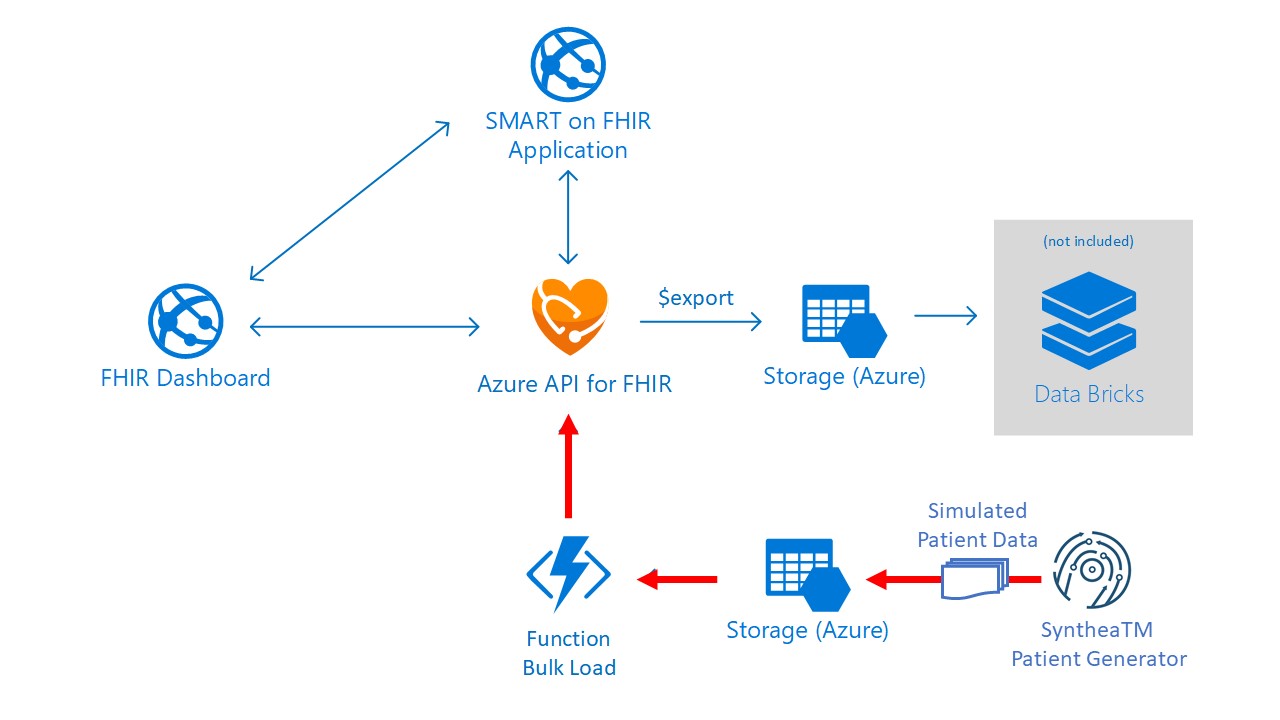 SMART on FHIR
Application
(not included)
$export
FHIR Dashboard
Azure API for FHIR
Storage (Azure)
Data Bricks
Simulated
Patient Data
Function
Bulk Load
Storage (Azure)
SyntheaTM
Patient Generator